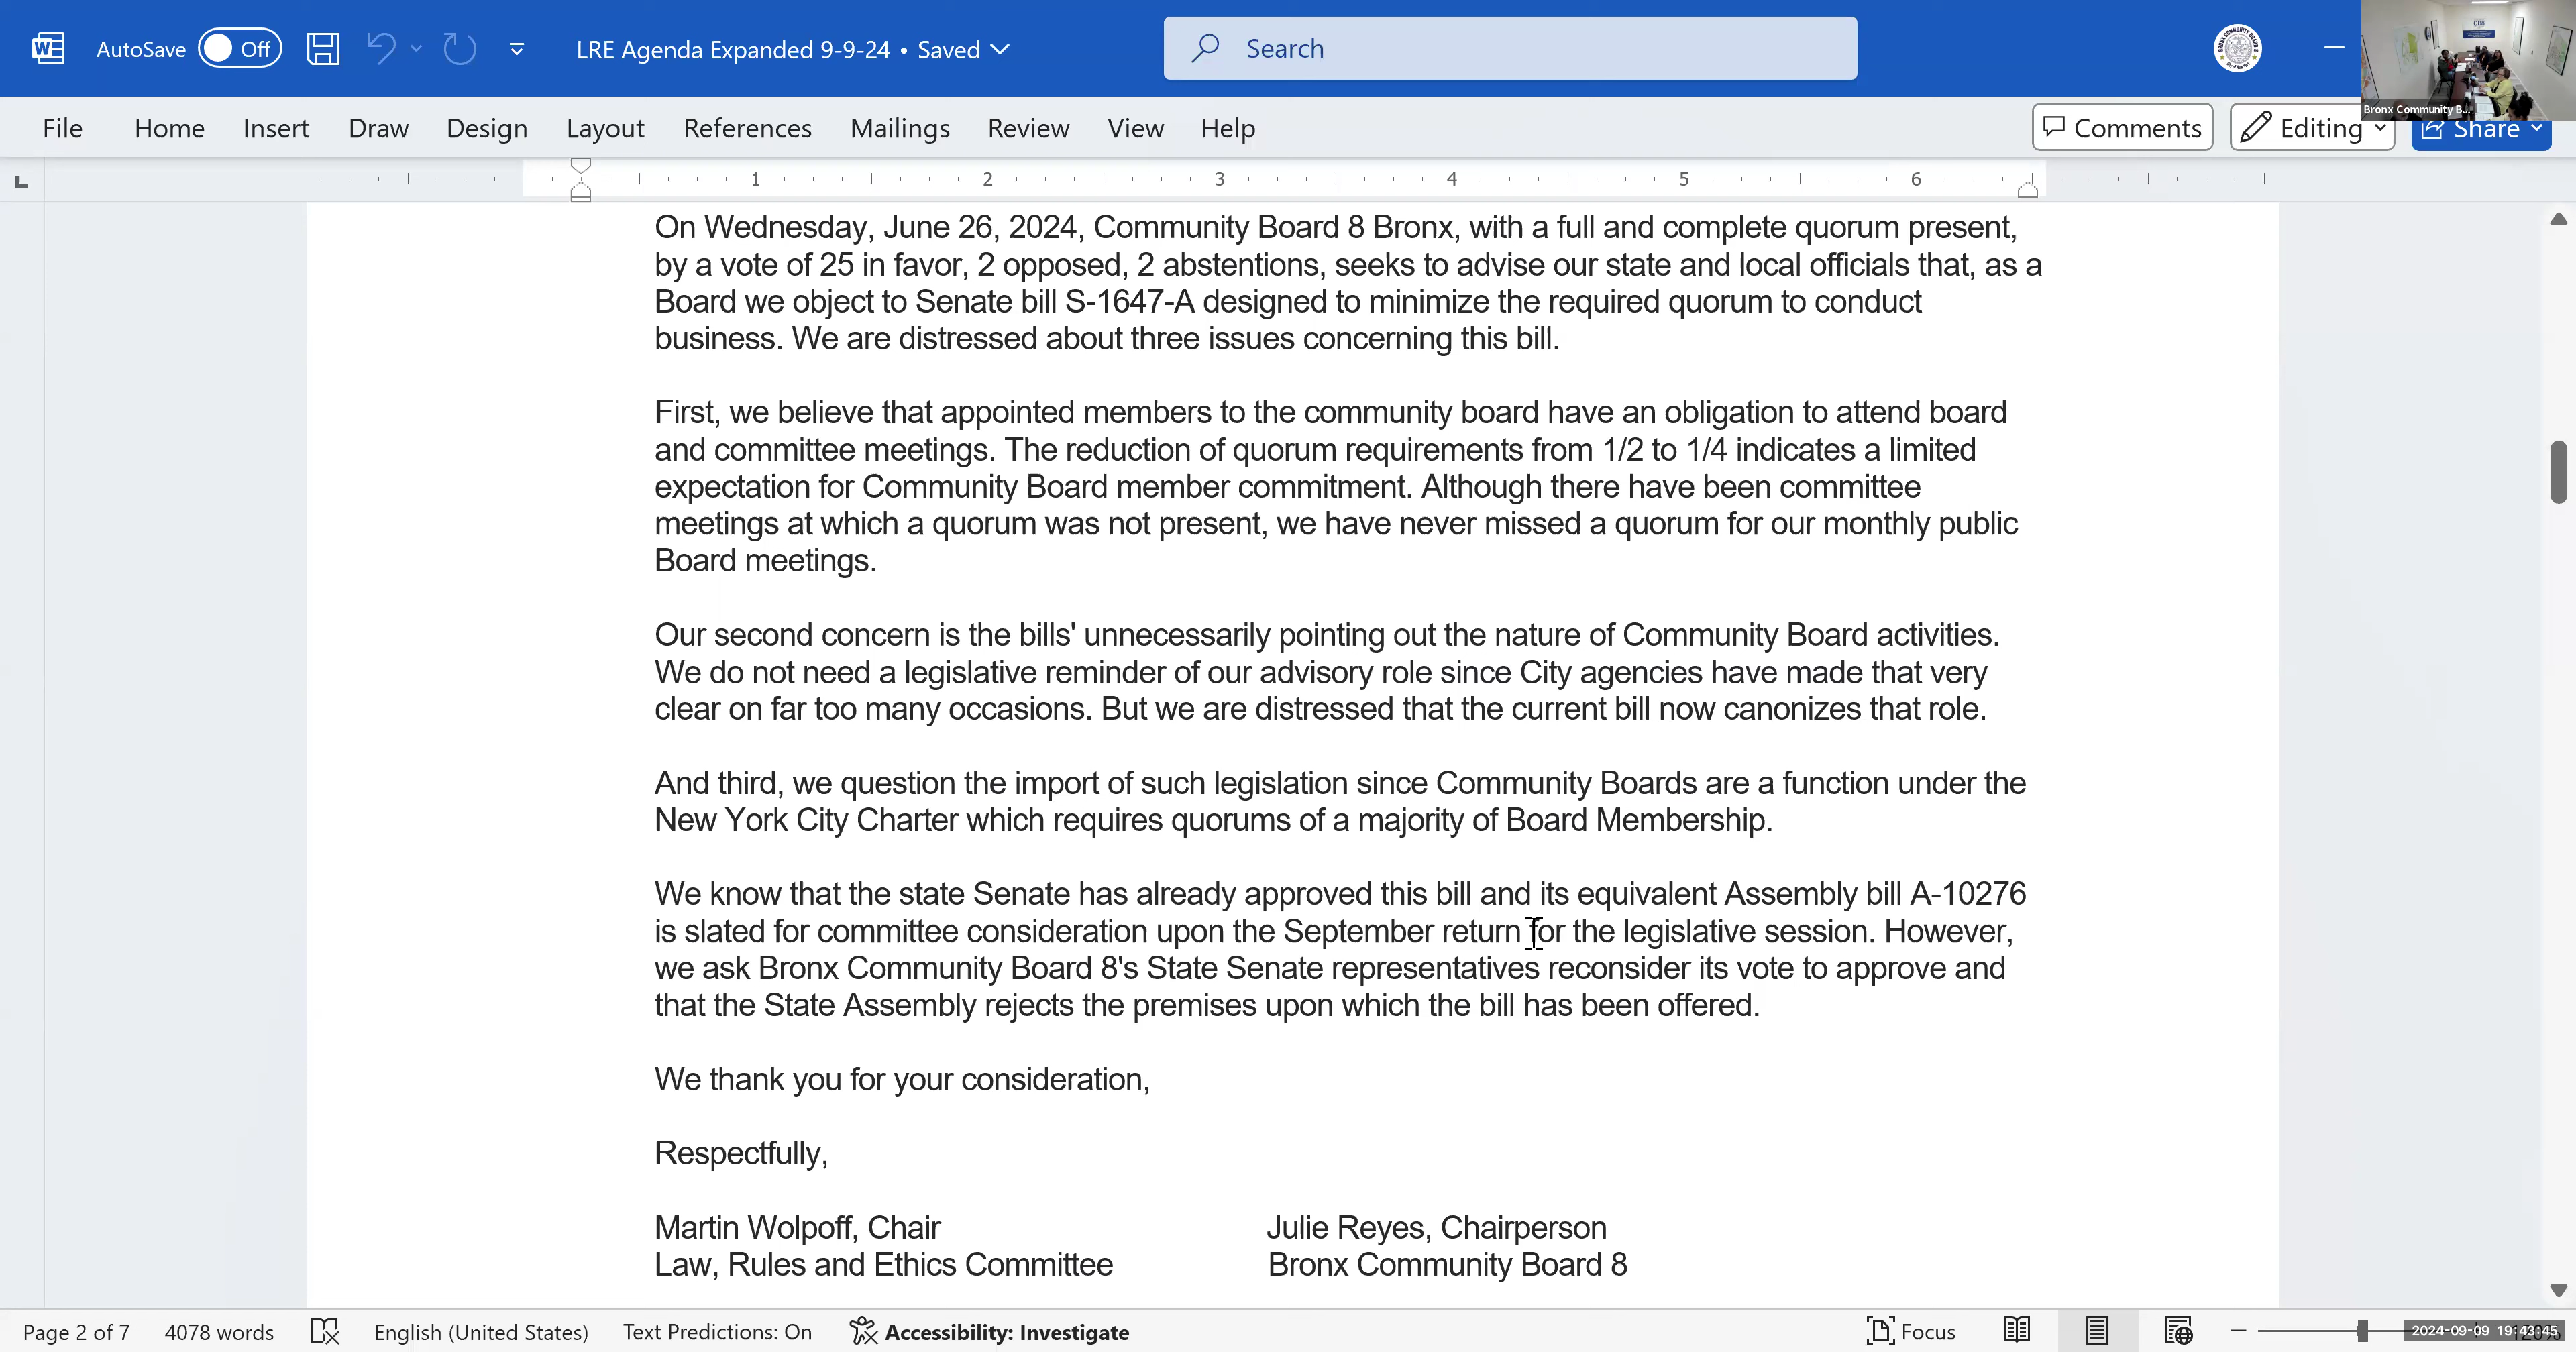 AutoSave Off LRE Agenda Expanded 9-9-24 • Saved Search
File Home Insert Draw Design Layout References Mailings Review View Help Comments Editing Share
Bronx Community B...
1 2 3 4 5 6
On Wednesday, June 26, 2024, Community Board 8 Bronx, with a full and complete quorum present,
by a vote of 25 in favor, 2 opposed, 2 abstentions, seeks to advise our state and local officials that, as a
Board we object to Senate bill S-1647-A designed to minimize the required quorum to conduct
business. We are distressed about three issues concerning this bill.
First, we believe that appointed members to the community board have an obligation to attend board
and committee meetings. The reduction of quorum requirements from 1/2 to 1/4 indicates a limited
expectation for Community Board member commitment. Although there have been committee
meetings at which a quorum was not present, we have never missed a quorum for our monthly public
Board meetings.
Our second concern is the bills' unnecessarily pointing out the nature of Community Board activities.
We do not need a legislative reminder of our advisory role since City agencies have made that very
clear on far too many occasions. But we are distressed that the current bill now canonizes that role.
And third, we question the import of such legislation since Community Boards are a function under the
New York City Charter which requires quorums of a majority of Board Membership.
We know that the state Senate has already approved this bill and its equivalent Assembly bill A-10276
is slated for committee consideration upon the September return for the legislative session. However,
we ask Bronx Community Board 8's State Senate representatives reconsider its vote to approve and
that the State Assembly rejects the premises upon which the bill has been offered.
We thank you for your consideration,
Respectfully,
Martin Wolpoff, Chair Julie Reyes, Chairperson
Law, Rules and Ethics Committee Bronx Community Board 8
Page 2 of 7 4078 words English (United States) Text Predictions: On Accessibility: Investigate Focus 2024-09-09 19:43:45